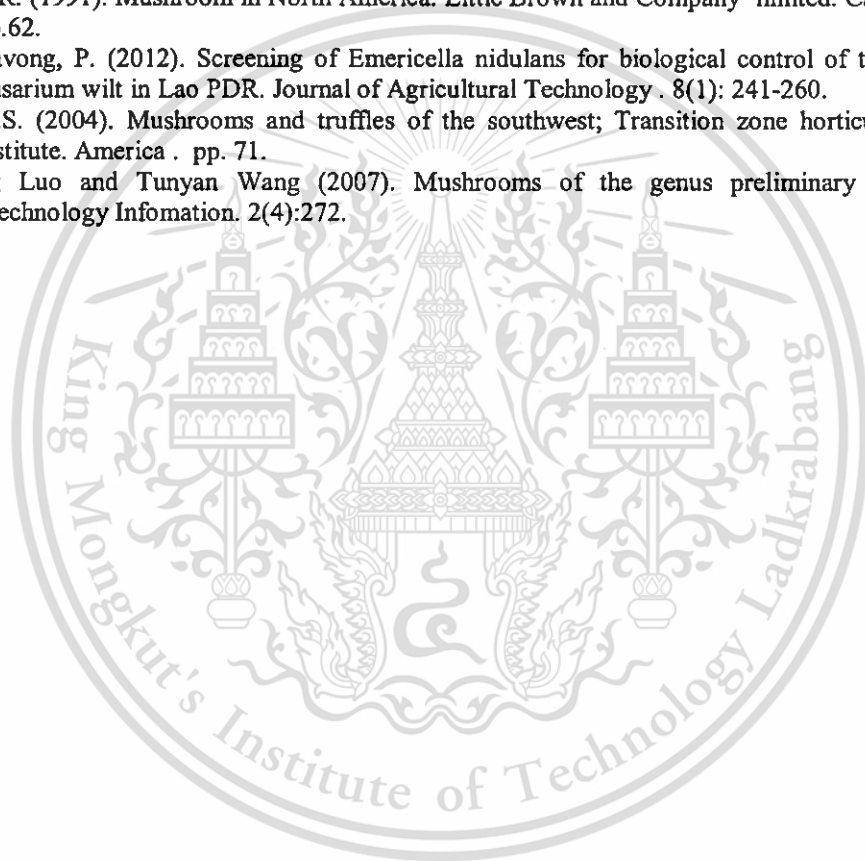 (1991). Mushroom in North America. Little Brown and Company limited.
.62.
vong, P. (2012). Screening of Emericella nidulans for biological control of t
usarium wilt in Lao PDR. Journal of Agricultural Technology . 8(1): 241-260.
.S. (2004). Mushrooms and truffles of the southwest; Transition zone horticu
stitute. America . pp. 71.
Luo and Tunyan Wang (2007). Mushrooms of the genus preliminary
echnology Infomation. 2(4):272.
King Mongkut's Institute of Technology Ladkrabang